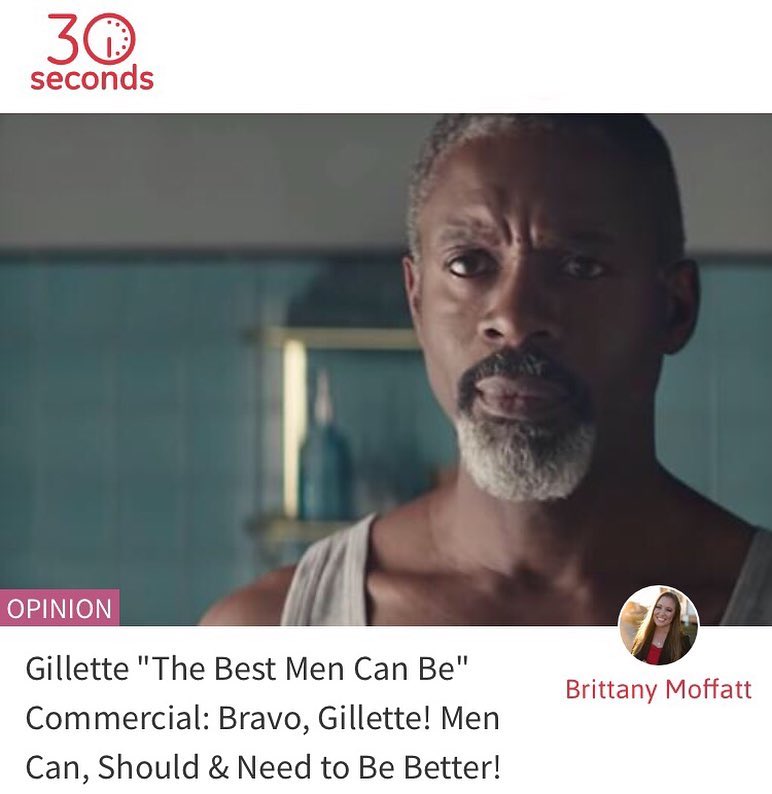 30
seconds
OPINION
Gillette "The Best Men Can Be"
Commercial: Bravo, Gillette! Men
Can, Should & Need to Be Better!
Brittany Moffatt